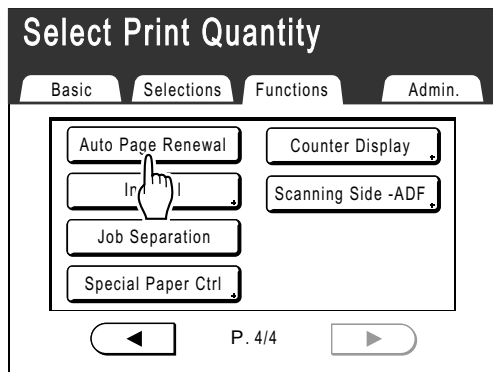 Select Print Quantity
Basic Selections Functions Admin.
Auto Page Renewal
Counter Display
Scanning Side -ADF
Job Separation
Special Paper Ctrl
P. 4/4